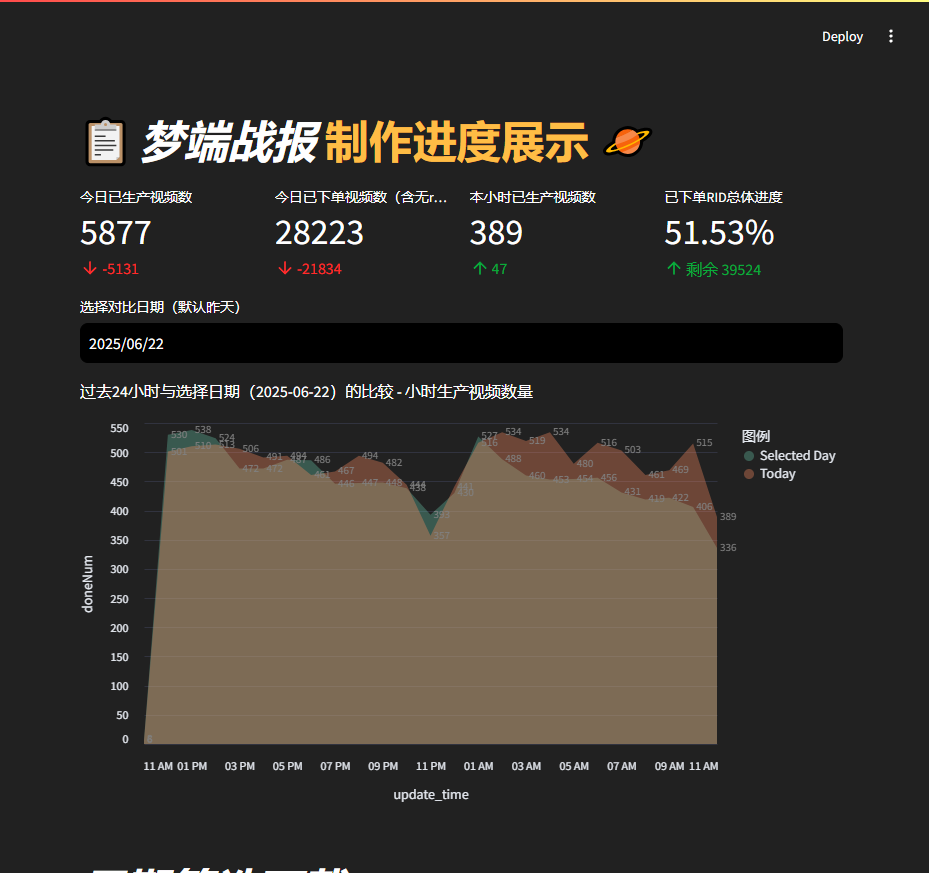 Deploy
梦端战报 制作进度展示
今日已生产视频数
5877
-5131
今日已下单视频数（含无r...
28223
-21834
本小时已生产视频数
389
47
已下单RID总体进度
51.53%
剩余 39524
选择对比日期（默认昨天）
2025/06/22
过去24小时与选择日期（2025-06-22）的比较 - 小时生产视频数量
图例
Selected Day
Today
doneNum
550
500
450
400
350
300
250
200
150
100
50
0
530 538 524 513 506 491 494 486 467 494 482
472 472 461 446 447 448 444 438
393 357 430 527 516 534 519 534 480 516 503 461 469 515 389
488 460 453 454 456 431 419 422 406 336
6
11 AM 01 PM 03 PM 05 PM 07 PM 09 PM 11 PM 01 AM 03 AM 05 AM 07 AM 09 AM 11 AM
update_time